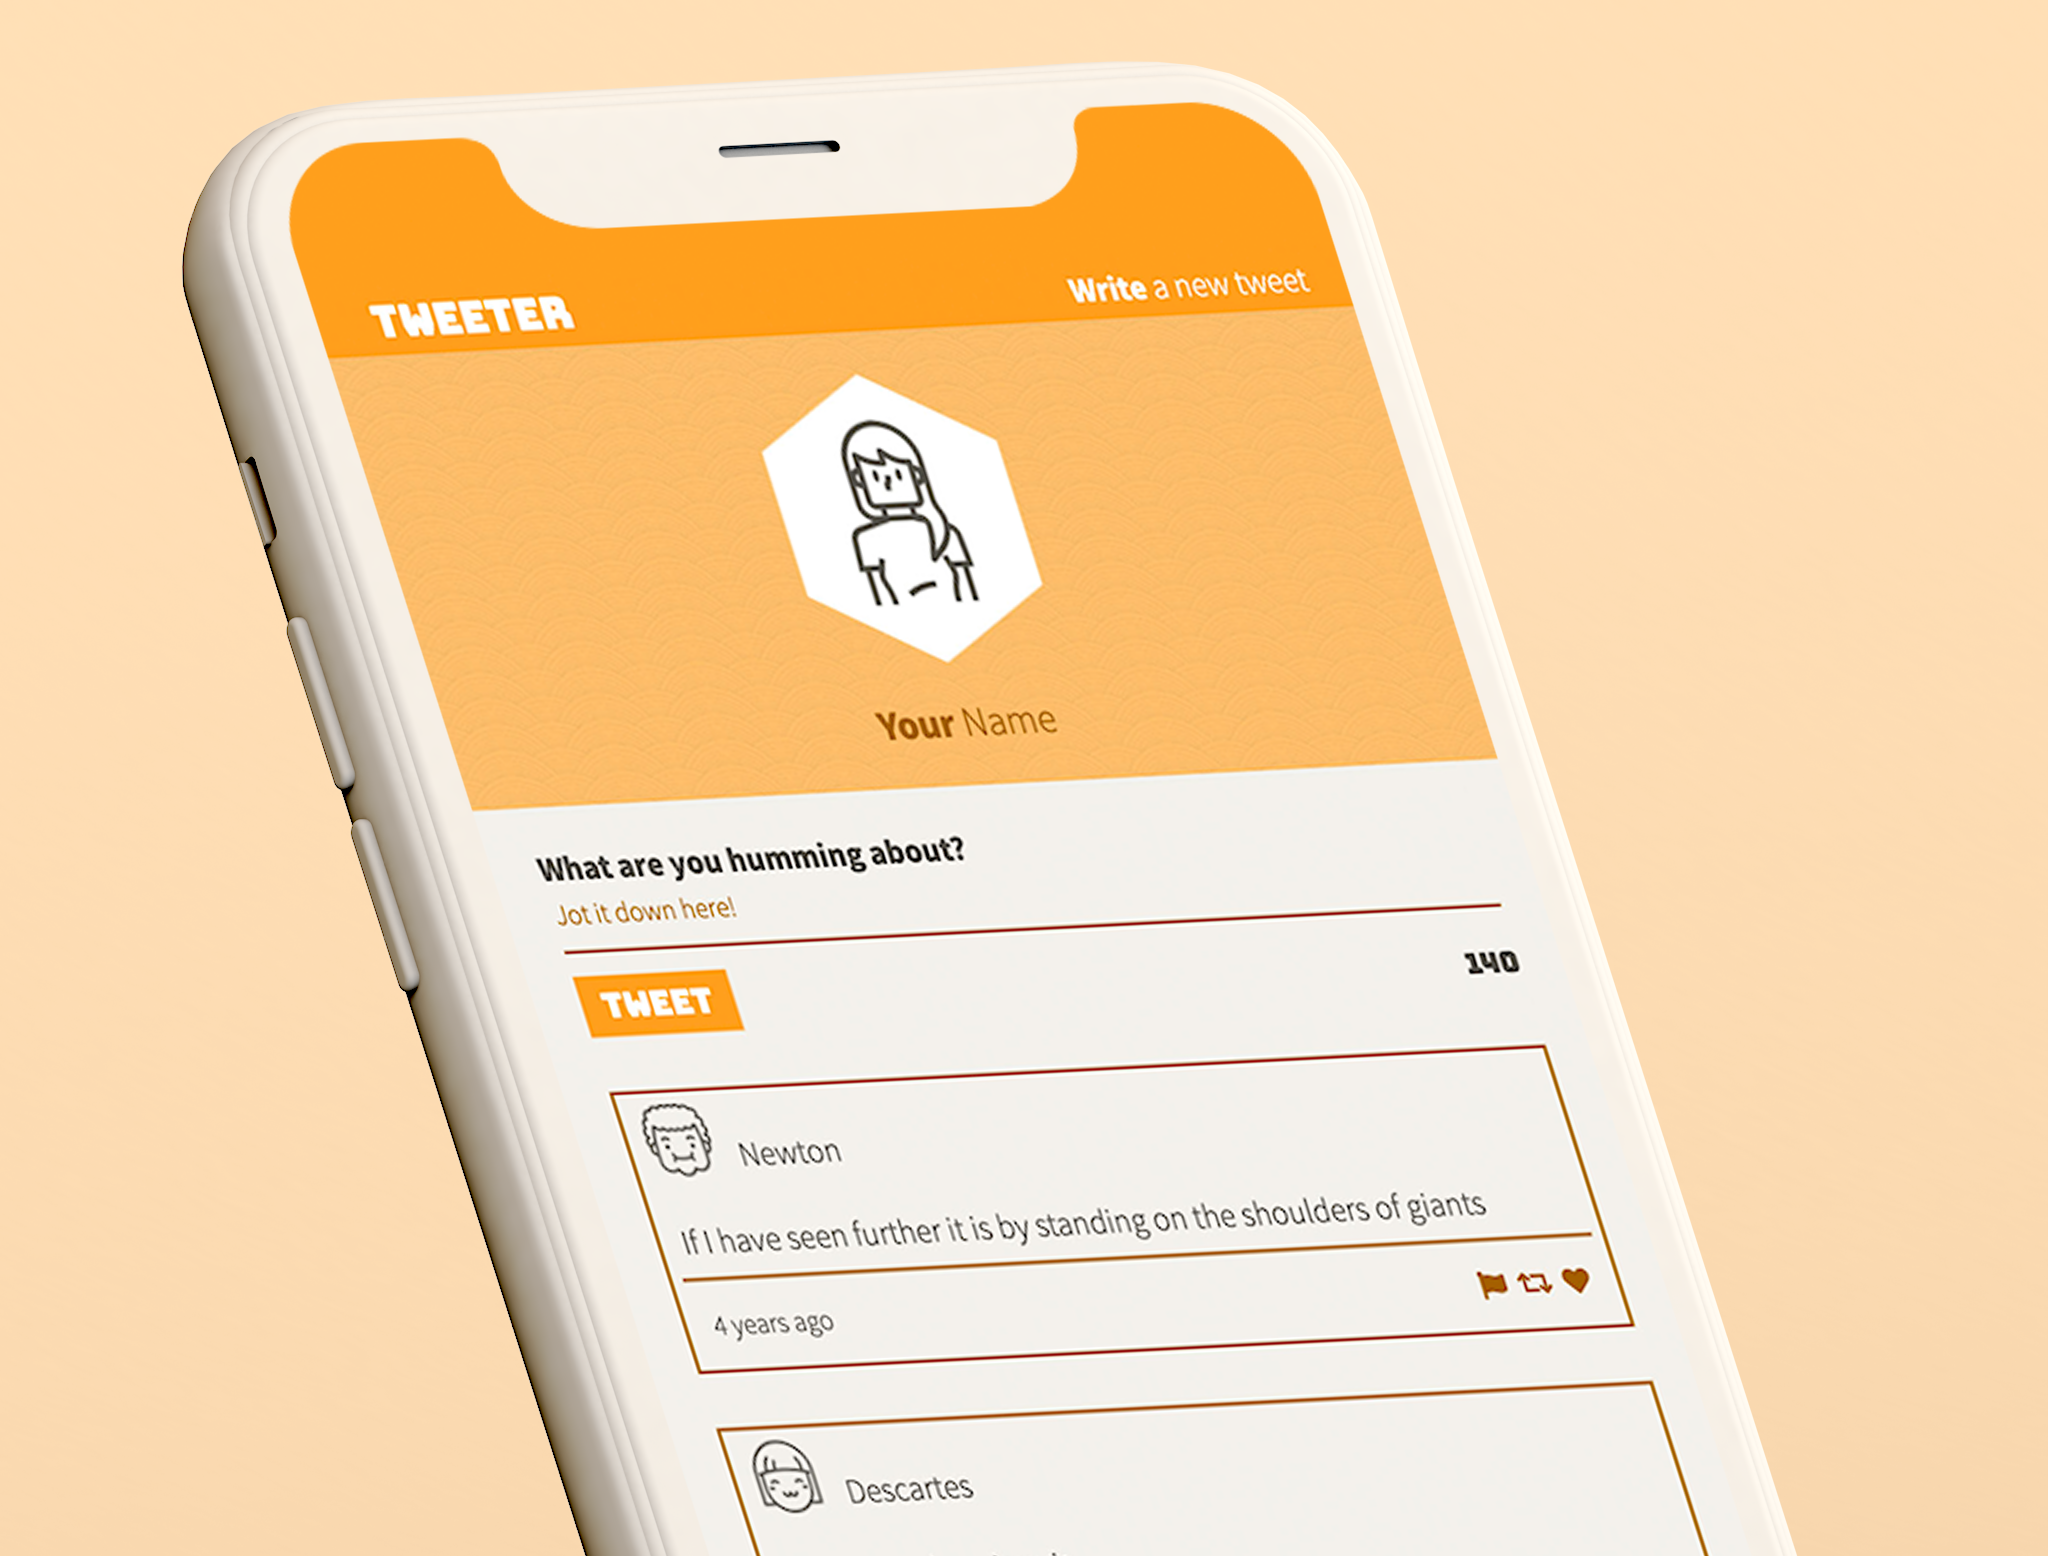 TWEETER
Write a new tweet
Your Name
What are you humming about?
Jot it down here!
TWEET
140
Newton
If I have seen further it is by standing on the shoulders of giants
4 years ago
Descartes